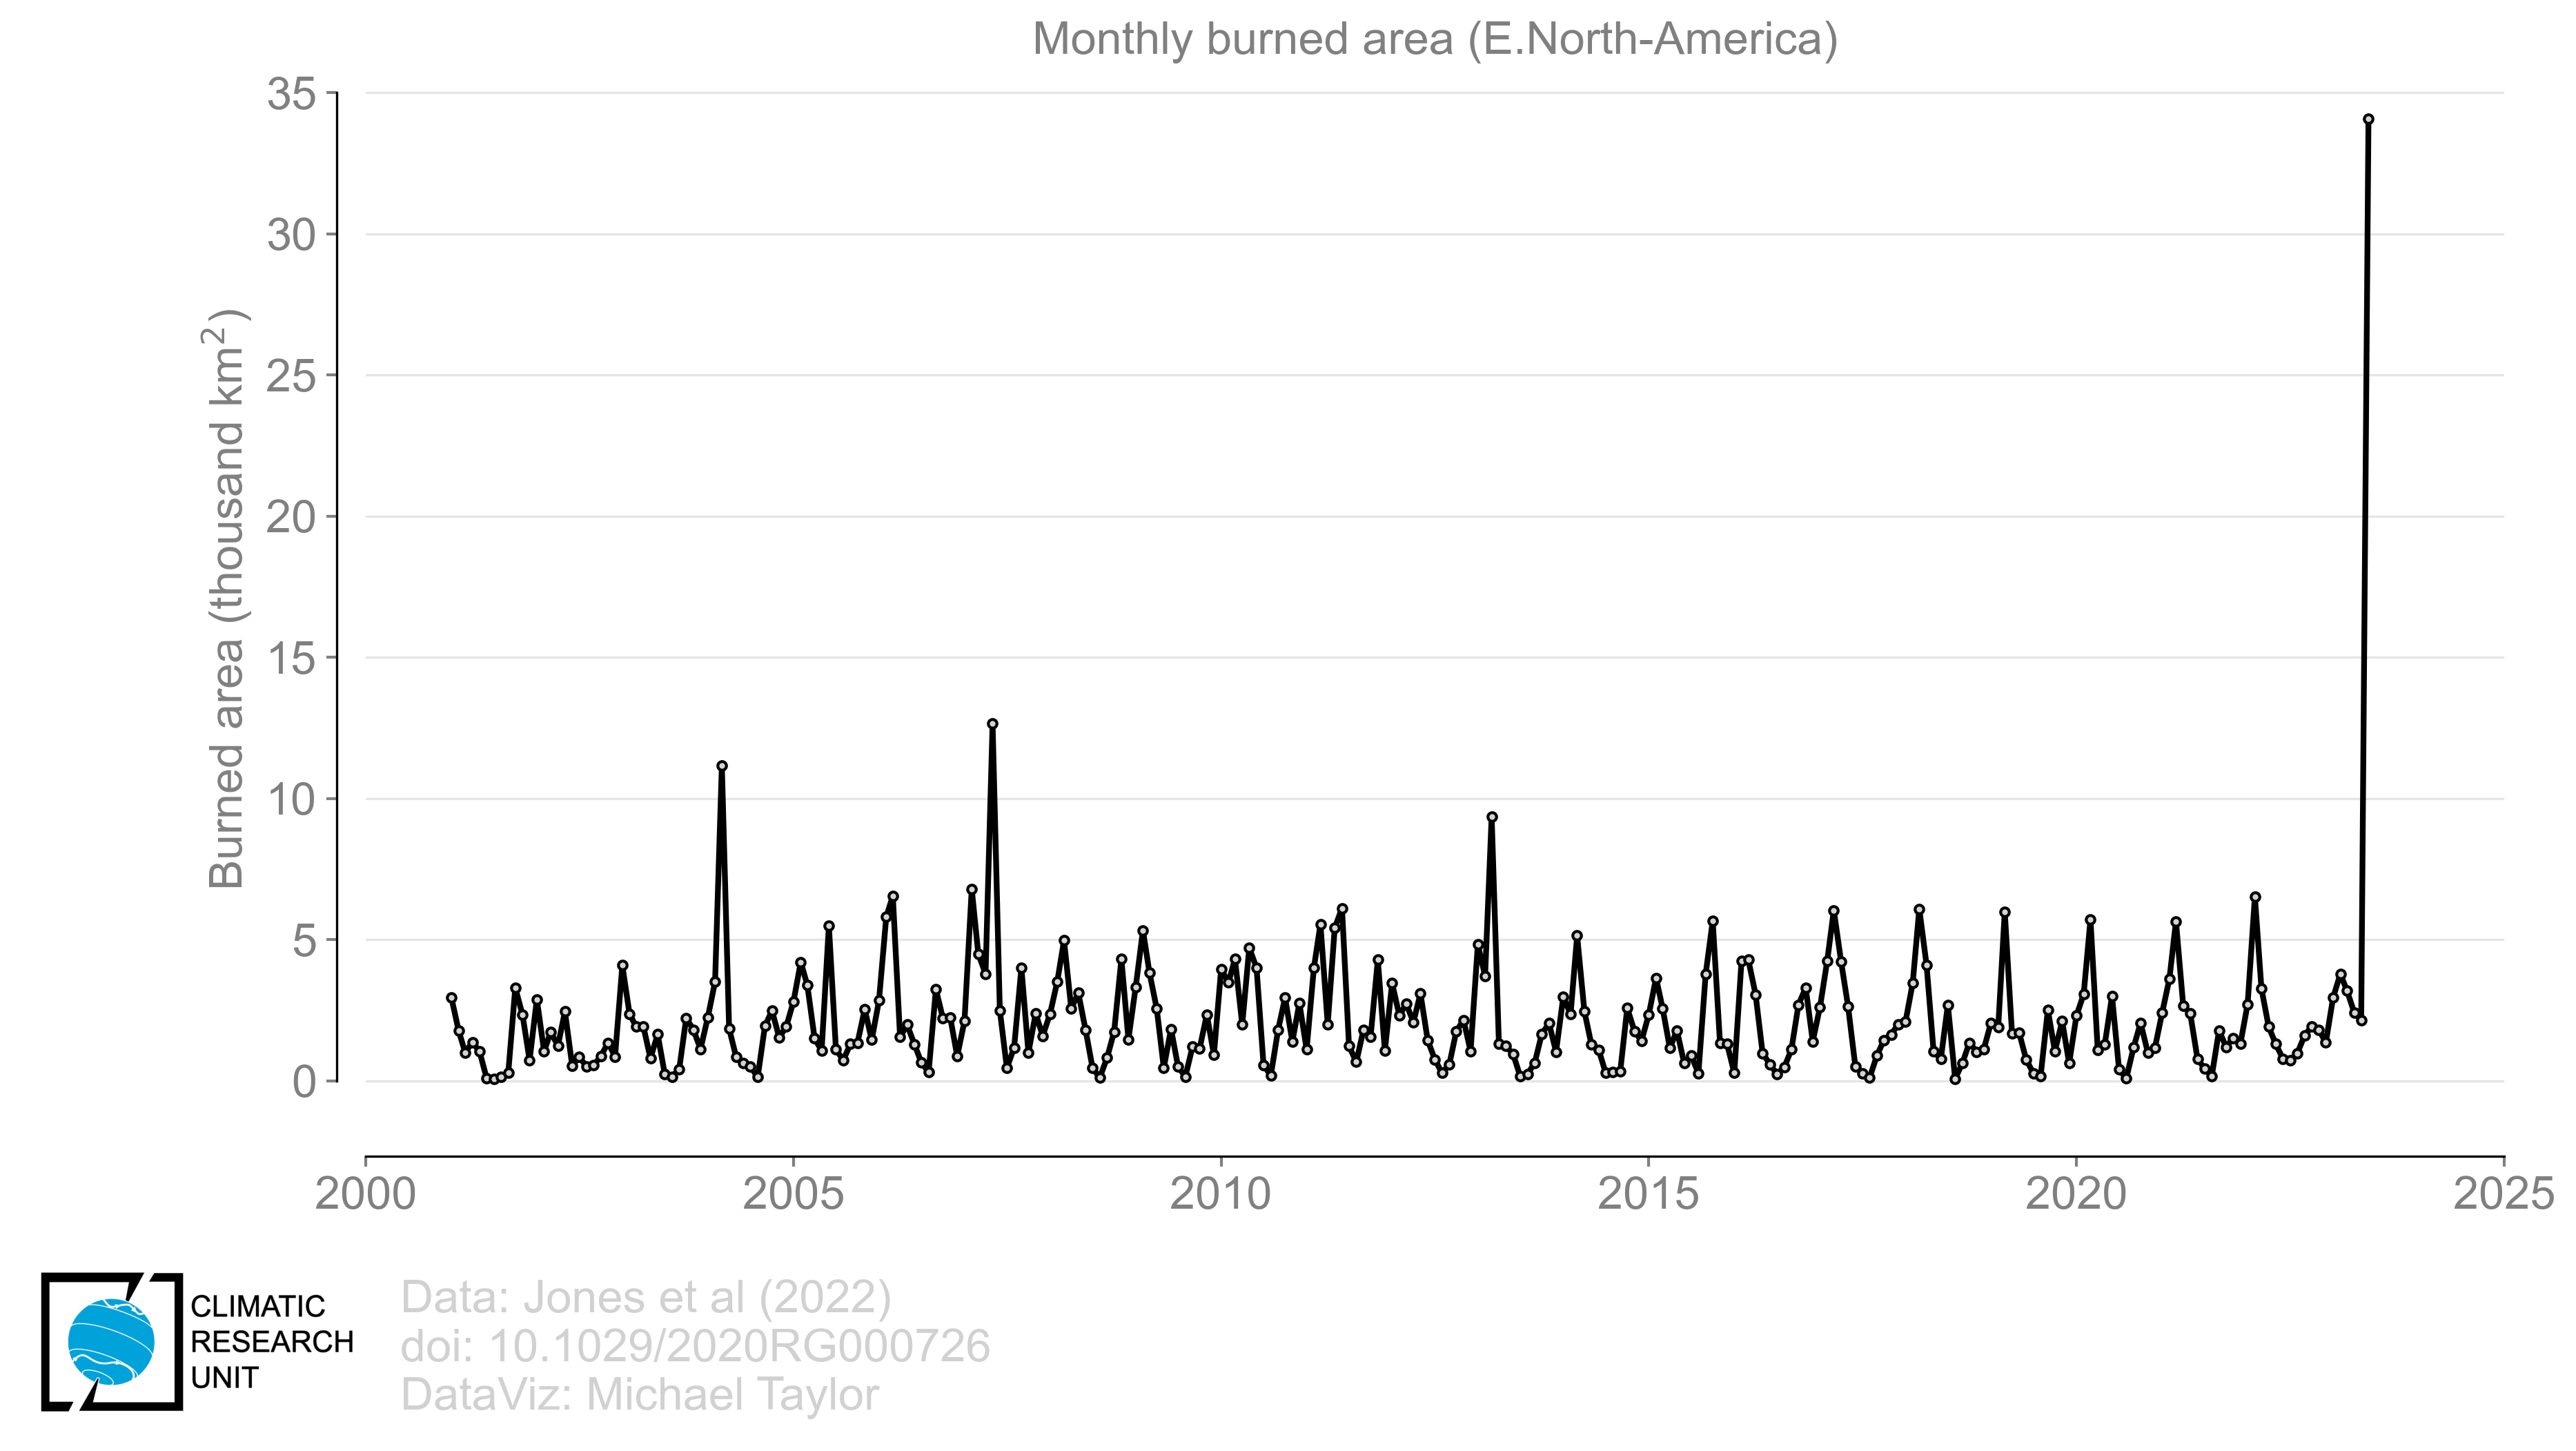 Monthly burned area (E.North-America)
Burned area (thousand km²)
35
30
25
20
15
10
5
0
2000
2005
2010
2015
2020
2025
CLIMATIC
RESEARCH
UNIT
Data: Jones et al (2022)
doi: 10.1029/2020RG000726
DataViz: Michael Taylor